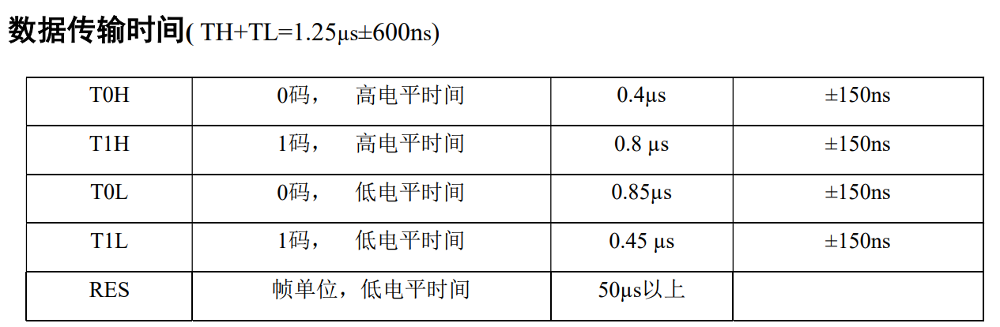 数据传输时间( TH+TL=1.25μs±600ns)
T0H 0码， 高电平时间 0.4μs ±150ns
T1H 1码， 高电平时间 0.8 μs ±150ns
T0L 0码， 低电平时间 0.85μs ±150ns
T1L 1码， 低电平时间 0.45 μs ±150ns
RES 帧单位，低电平时间 50μs以上